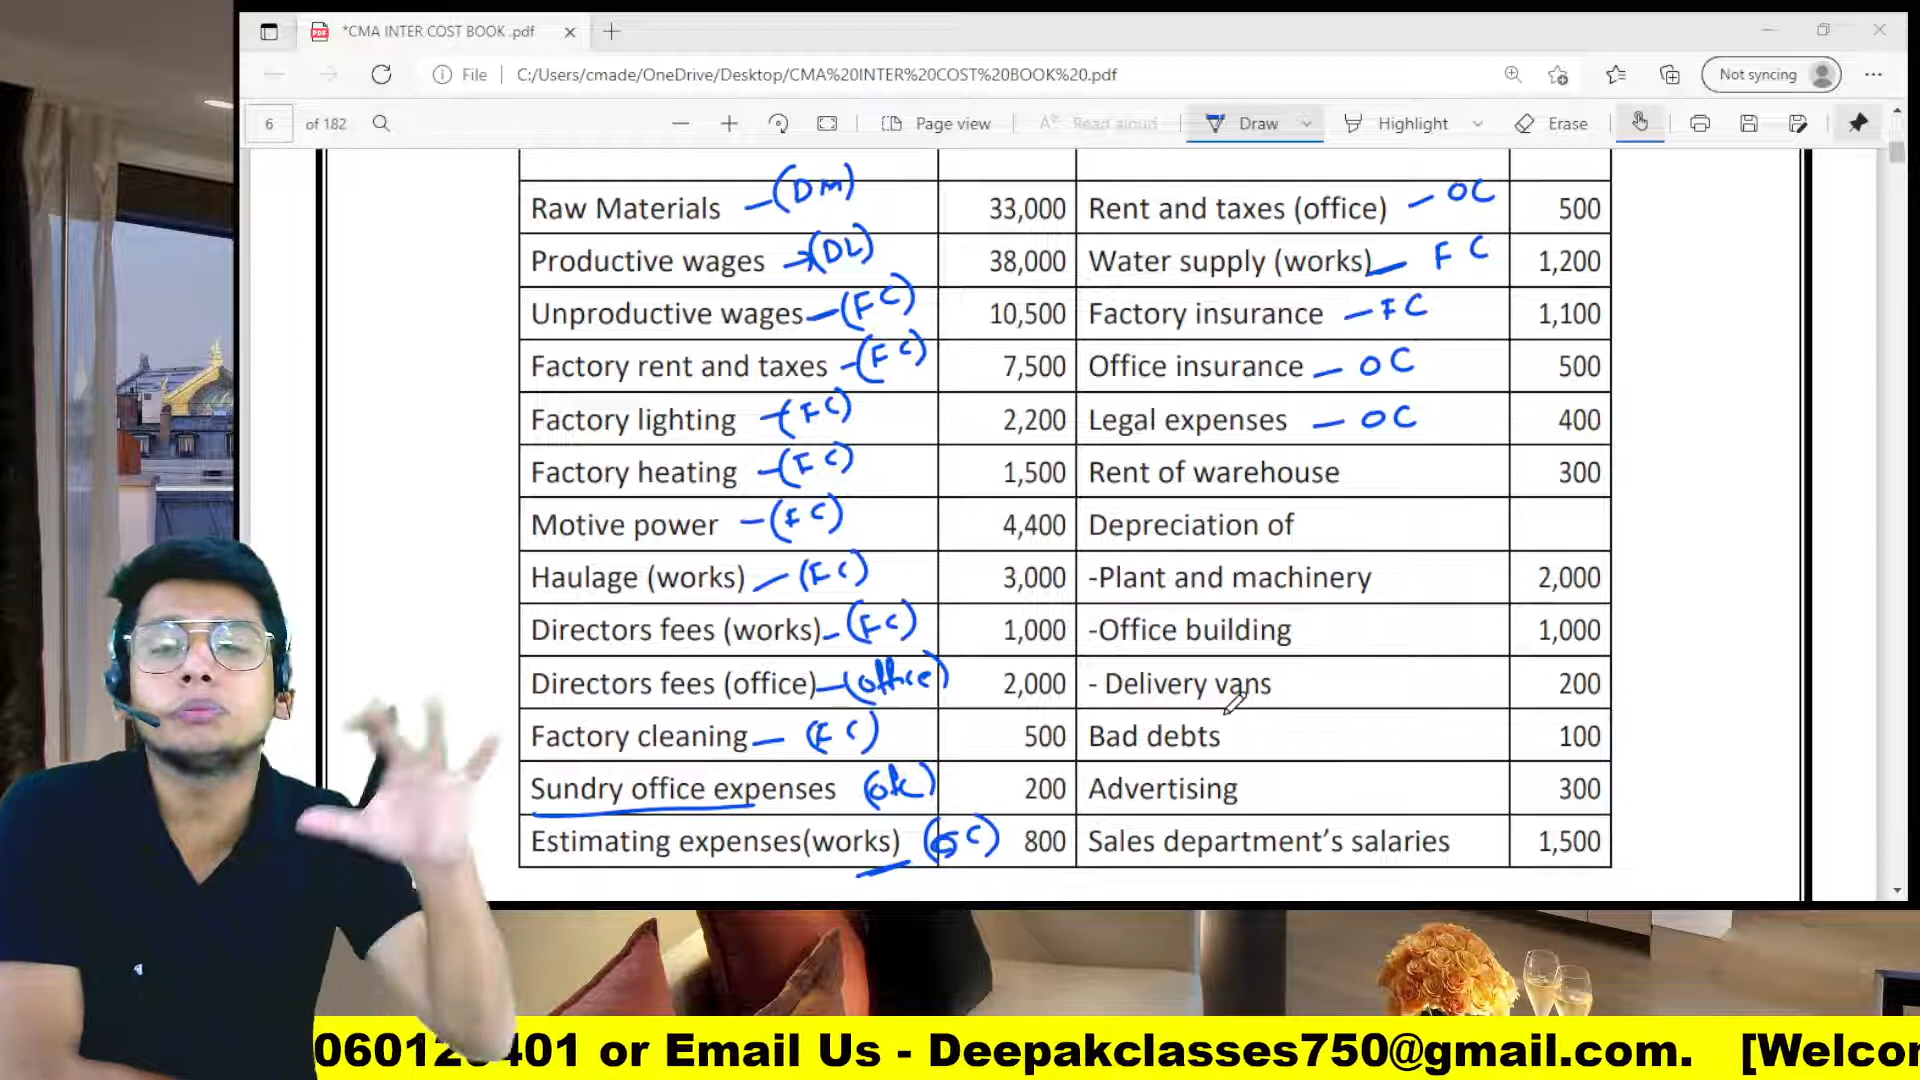 *CMA INTER COST BOOK .pdf
File C:/Users/cmade/OneDrive/Desktop/CMA%20INTER%20COST%20BOOK%20.pdf Not syncing
6 of 182 Page view Read aloud Draw Highlight Erase
Raw Materials (DM) 33,000 Rent and taxes (office) OC 500
Productive wages (DL) 38,000 Water supply (works) FC 1,200
Unproductive wages (FC) 10,500 Factory insurance FC 1,100
Factory rent and taxes (FC) 7,500 Office insurance OC 500
Factory lighting (FC) 2,200 Legal expenses OC 400
Factory heating (FC) 1,500 Rent of warehouse 300
Motive power (FC) 4,400 Depreciation of
Haulage (works) (FC) 3,000 -Plant and machinery 2,000
Directors fees (works) (FC) 1,000 -Office building 1,000
Directors fees (office) (office) 2,000 - Delivery vans 200
Factory cleaning (FC) 500 Bad debts 100
Sundry office expenses 200 Advertising 300
Estimating expenses(works) 800 Sales department's salaries 1,500
401 or Email Us - Deepakclasses750@gmail.com. [Welcom